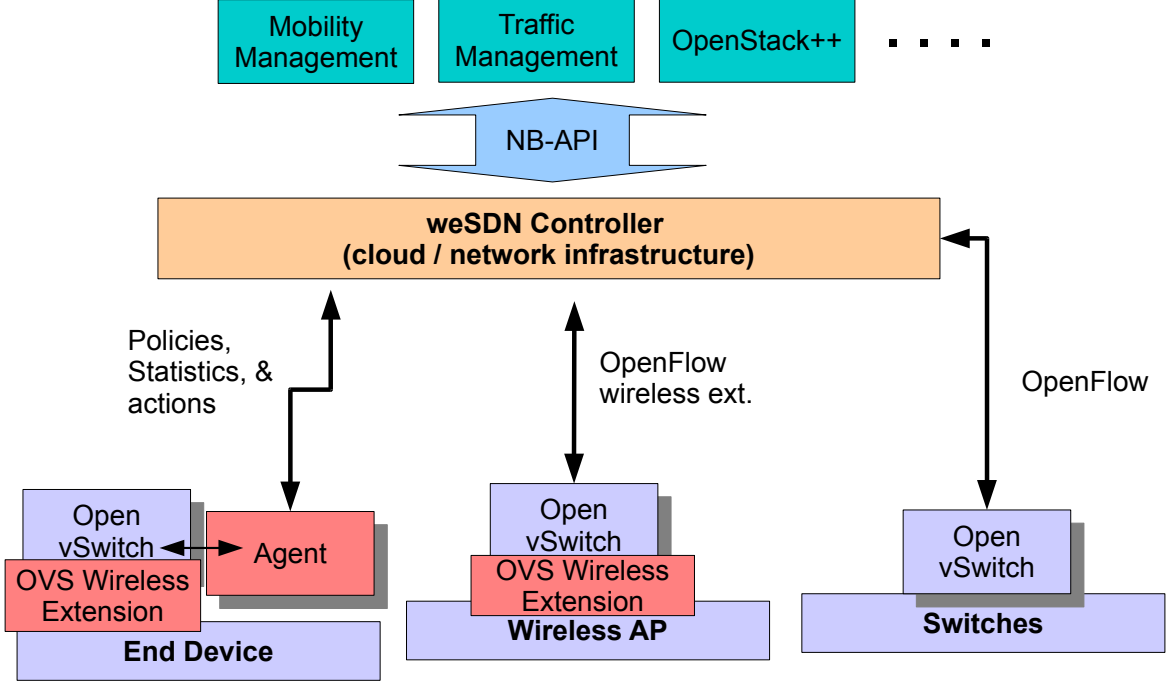 Mobility
Management
Traffic
Management
OpenStack++
NB-API
weSDN Controller
(cloud / network infrastructure)
Policies,
Statistics, &
actions
OpenFlow
wireless ext.
OpenFlow
Open
vSwitch
Agent
OVS Wireless
Extension
End Device
Open
vSwitch
OVS Wireless
Extension
Wireless AP
Open
vSwitch
Switches